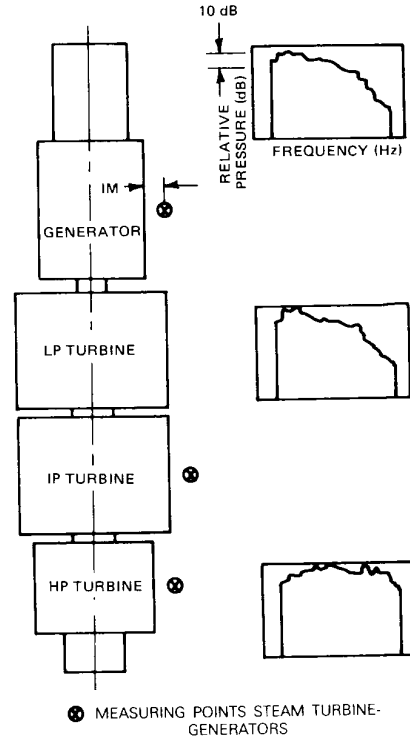 10 dB
RELATIVE
PRESSURE (dB)
FREQUENCY (Hz)
IM
GENERATOR
LP TURBINE
IP TURBINE
HP TURBINE
MEASURING POINTS STEAM TURBINE-
GENERATORS